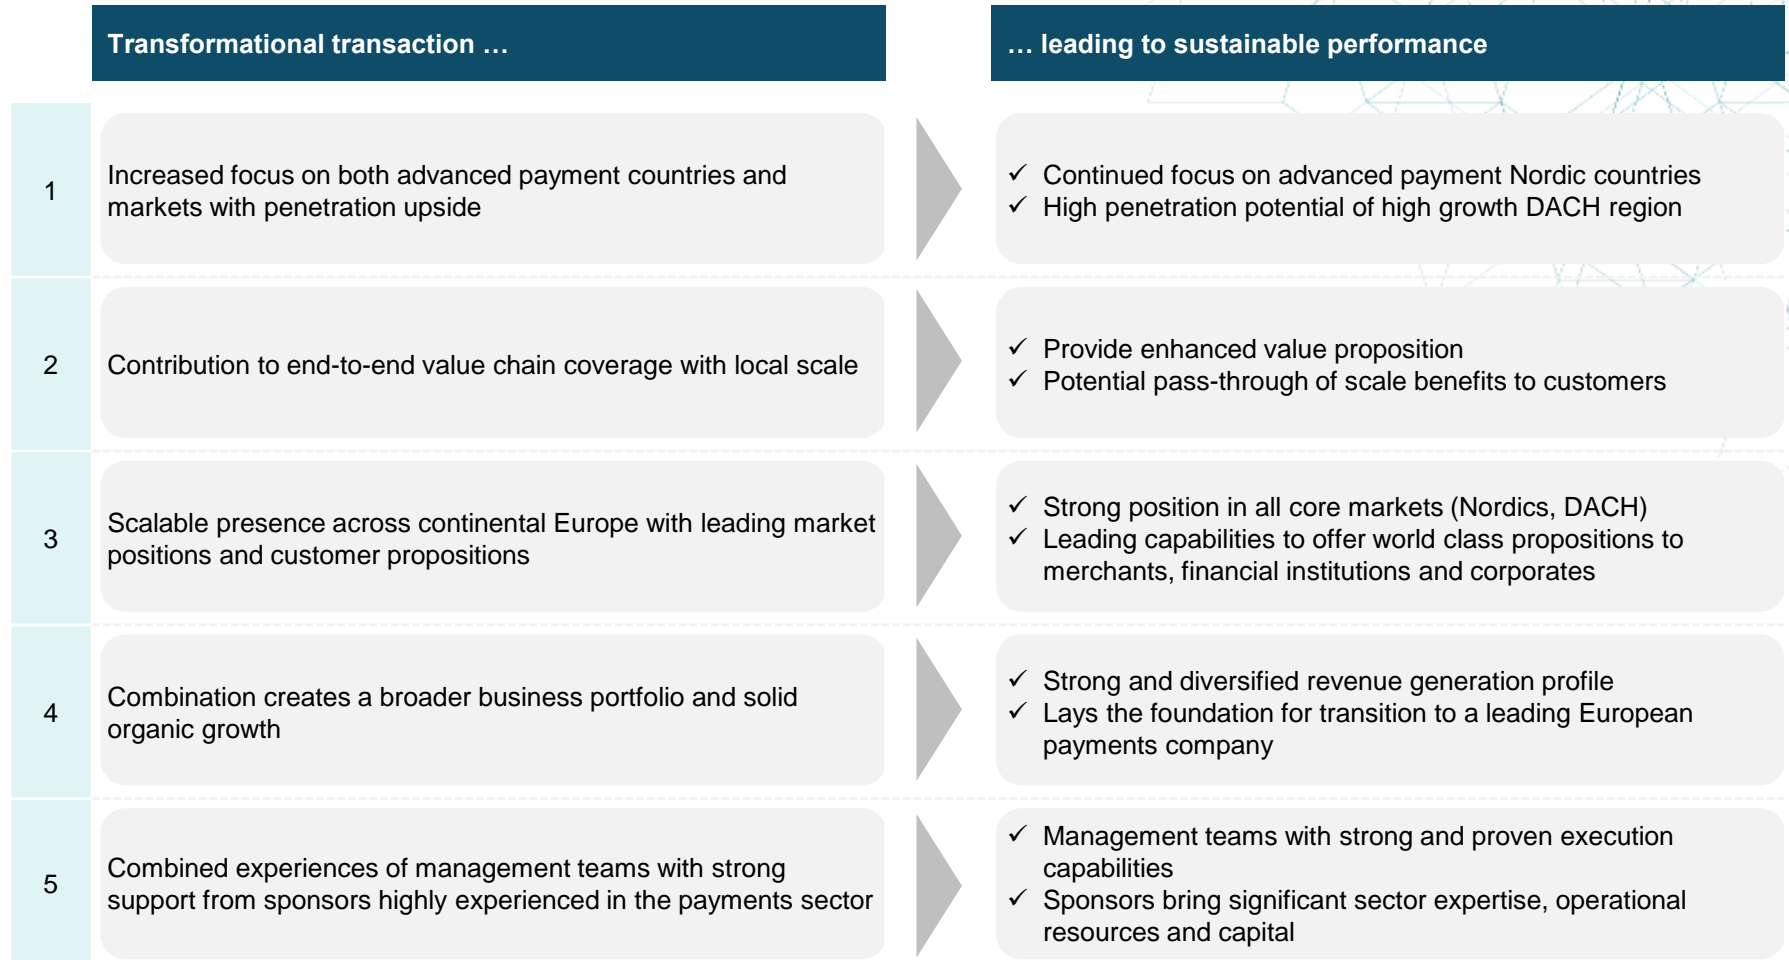 Transformational transaction …
… leading to sustainable performance
1
Increased focus on both advanced payment countries and
markets with penetration upside
✓ Continued focus on advanced payment Nordic countries
✓ High penetration potential of high growth DACH region
2
Contribution to end-to-end value chain coverage with local scale
✓ Provide enhanced value proposition
✓ Potential pass-through of scale benefits to customers
3
Scalable presence across continental Europe with leading market
positions and customer propositions
✓ Strong position in all core markets (Nordics, DACH)
✓ Leading capabilities to offer world class propositions to
merchants, financial institutions and corporates
4
Combination creates a broader business portfolio and solid
organic growth
✓ Strong and diversified revenue generation profile
✓ Lays the foundation for transition to a leading European
payments company
5
Combined experiences of management teams with strong
support from sponsors highly experienced in the payments sector
✓ Management teams with strong and proven execution
capabilities
✓ Sponsors bring significant sector expertise, operational
resources and capital